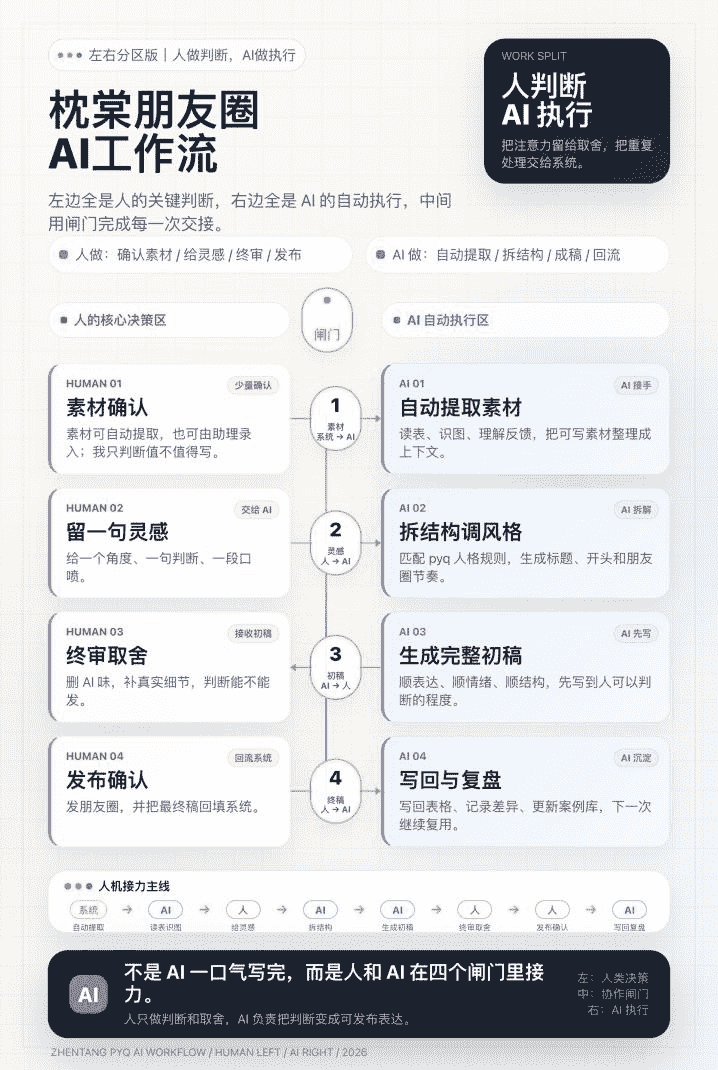 左右分区版｜人做判断，AI做执行
枕棠朋友圈
AI工作流
左边全是人的关键判断，右边全是 AI 的自动执行，中间
用闸门完成每一次交接。
WORK SPLIT
人判断
AI 执行
把注意力留给取舍，把重复
处理交给系统。
人做：确认素材 / 给灵感 / 终审 / 发布
AI 做：自动提取 / 拆结构 / 成稿 / 回流
人的核心决策区
闸门
AI 自动执行区
HUMAN 01
少量确认
素材确认
素材可自动提取，也可由助理录
入；我只判断值不值得写。
1
素材
系统 → AI
AI 01
AI 接手
自动提取素材
读表、识图、理解反馈，把可写素材整理成
上下文。
HUMAN 02
交给 AI
留一句灵感
给一个角度、一句判断、一段口
喷。
2
灵感
人 → AI
AI 02
AI 拆解
拆结构调风格
匹配 pyq 人格规则，生成标题、开头和朋友
圈节奏。
HUMAN 03
接收初稿
终审取舍
删 AI 味，补真实细节，判断能不能
发。
3
初稿
AI → 人
AI 03
AI 先写
生成完整初稿
顺表达、顺情绪、顺结构，先写到人可以判
断的程度。
HUMAN 04
回流系统
发布确认
发朋友圈，并把最终稿回填系统。
4
终稿
人 → AI
AI 04
AI 沉淀
写回与复盘
写回表格、记录差异、更新案例库，下一次
继续复用。
人机接力主线
系统 → AI → 人 → AI → AI → 人 → 人 → AI
自动提取 读表识图 给灵感 拆结构 生成初稿 终审取舍 发布确认 写回复盘
AI
不是 AI 一口气写完，而是人和 AI 在四个闸门里接
力。
人只做判断和取舍，AI 负责把判断变成可发布表达。
左：人类决策
中：协作闸门
右：AI 执行
ZHENTANG PYQ AI WORKFLOW / HUMAN LEFT / AI RIGHT / 2026